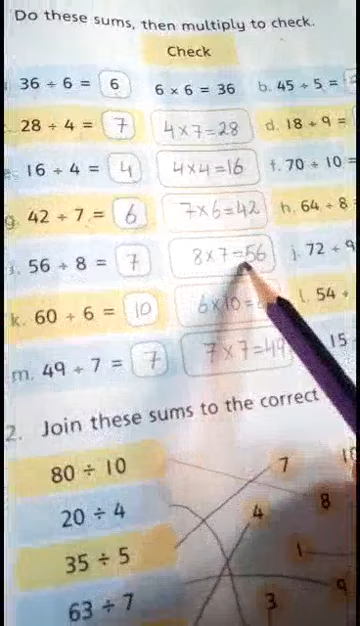 Do these sums, then multiply to check.
Check
36 ÷ 6 = 6 6 × 6 = 36 b. 45 ÷ 5 =
28 ÷ 4 = 7 4×7=28 d. 18 ÷ 9 =
16 ÷ 4 = 4 4×4=16 f. 70 ÷ 10 =
g. 42 ÷ 7 = 6 7×6=42 h. 64 ÷ 8
56 ÷ 8 = 7 8×7=56 j. 72 ÷ 9
k. 60 ÷ 6 = 10 6×10= l. 54 ÷
m. 49 ÷ 7 = 7 7×7=49 15
2. Join these sums to the correct
80 ÷ 10 7
20 ÷ 4 4 8
35 ÷ 5 1
63 ÷ 7 3 9